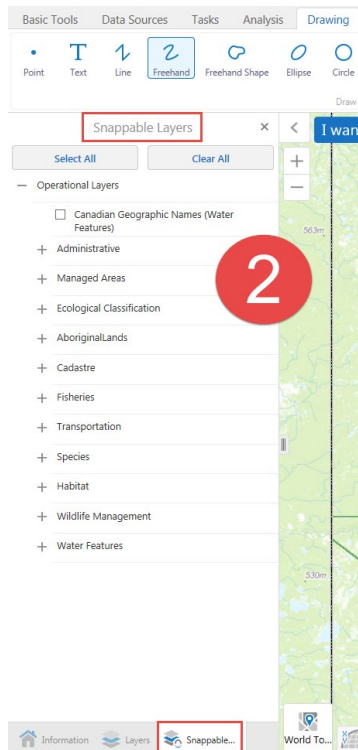 Basic Tools Data Sources Tasks Analysis Drawing
Point Text Line Freehand Freehand Shape Ellipse Circle
Draw
Snappable Layers
I wan
Select All Clear All
Operational Layers
Canadian Geographic Names (Water
Features)
563m
Administrative
Managed Areas
2
Ecological Classification
AboriginalLands
Cadastre
Fisheries
Transportation
Species
Habitat
Wildlife Management
Water Features
530m
Information Layers Snappable... World To...